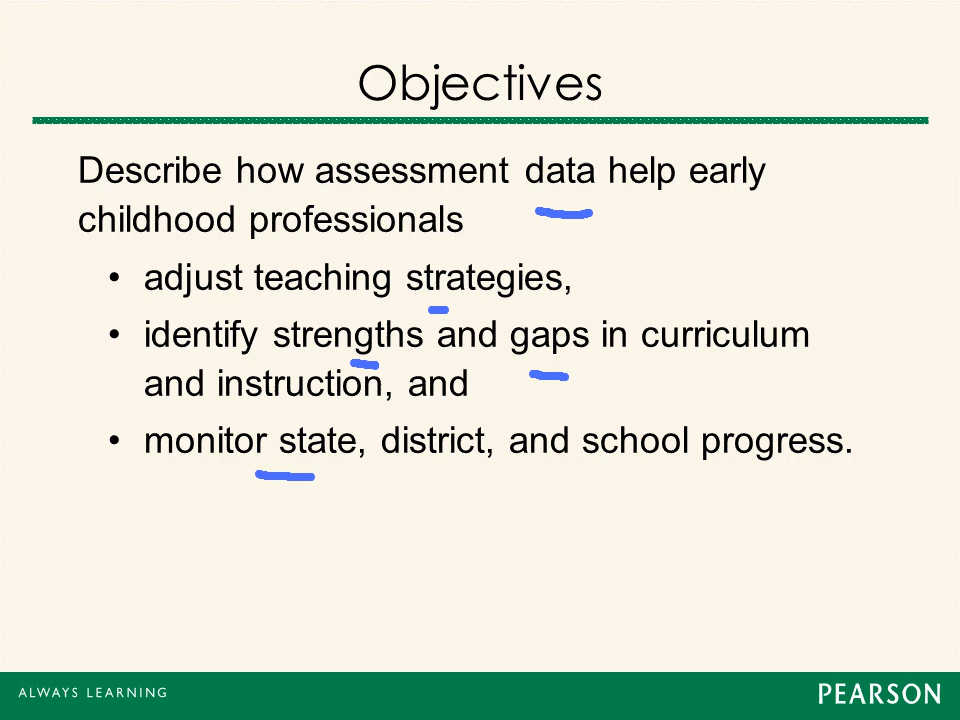 Objectives
Describe how assessment data help early
childhood professionals
• adjust teaching strategies,
• identify strengths and gaps in curriculum
and instruction, and
• monitor state, district, and school progress.
ALWAYS LEARNING
PEARSON